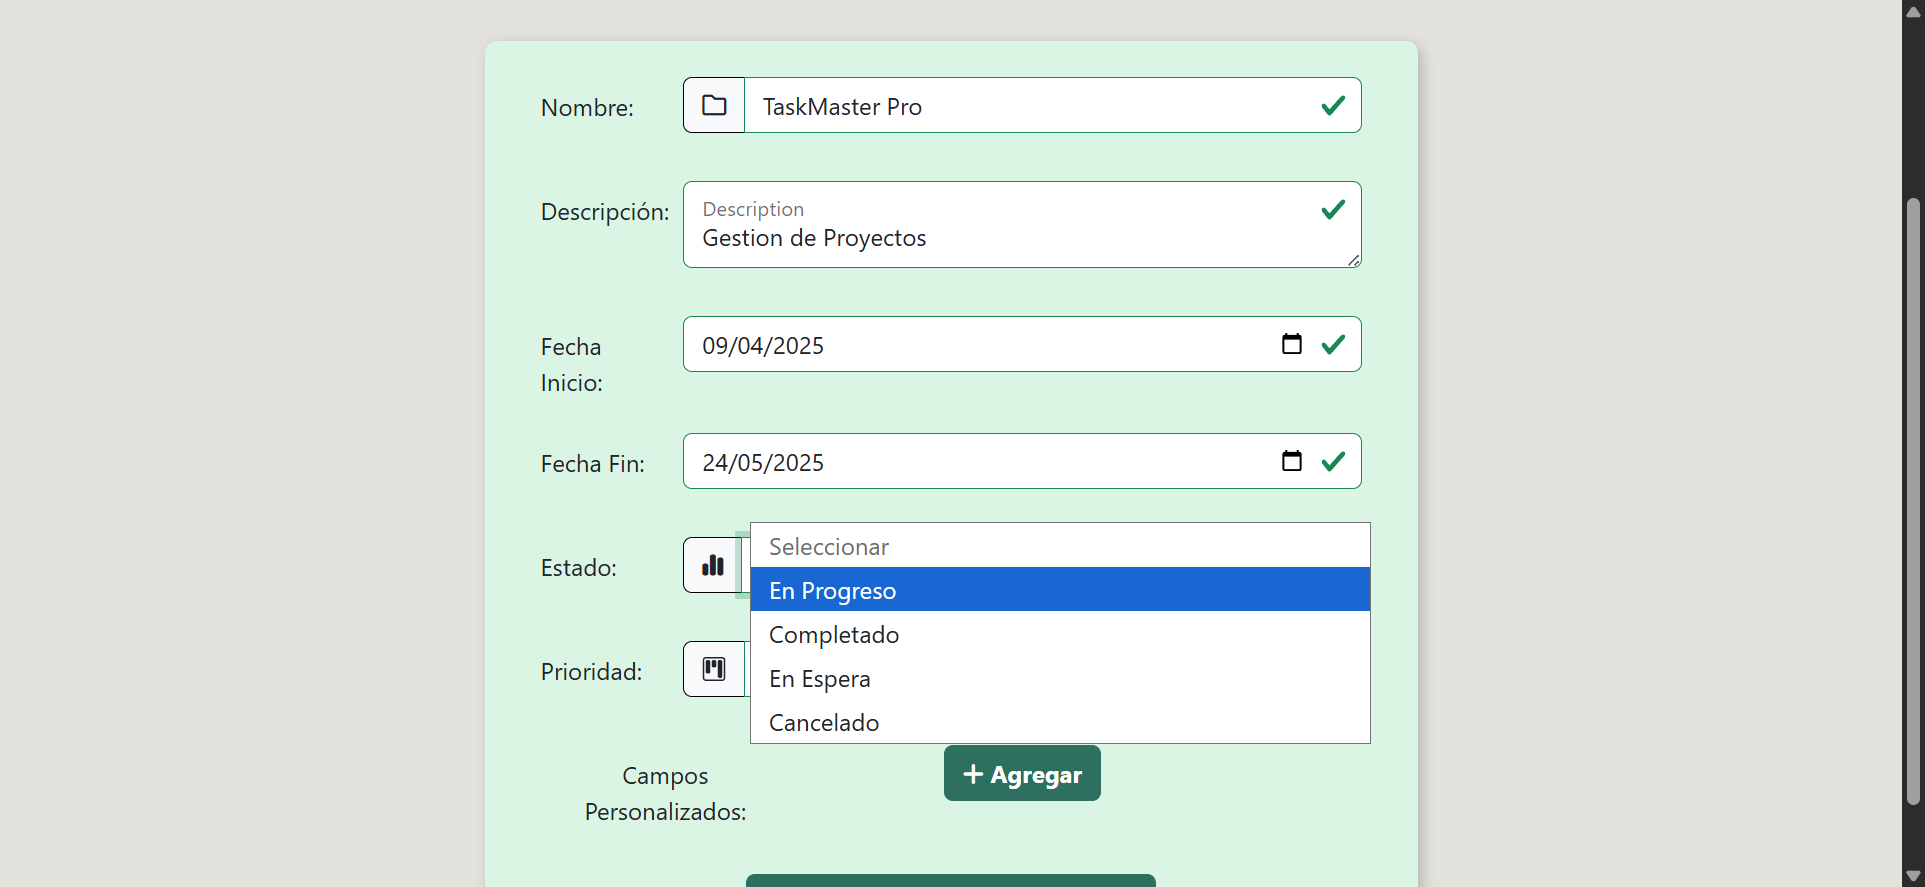 Nombre:
TaskMaster Pro
Descripción:
Description
Gestion de Proyectos
Fecha
Inicio:
09/04/2025
Fecha Fin:
24/05/2025
Estado:
Seleccionar
En Progreso
Completado
En Espera
Cancelado
Prioridad:
Campos
Personalizados:
+ Agregar